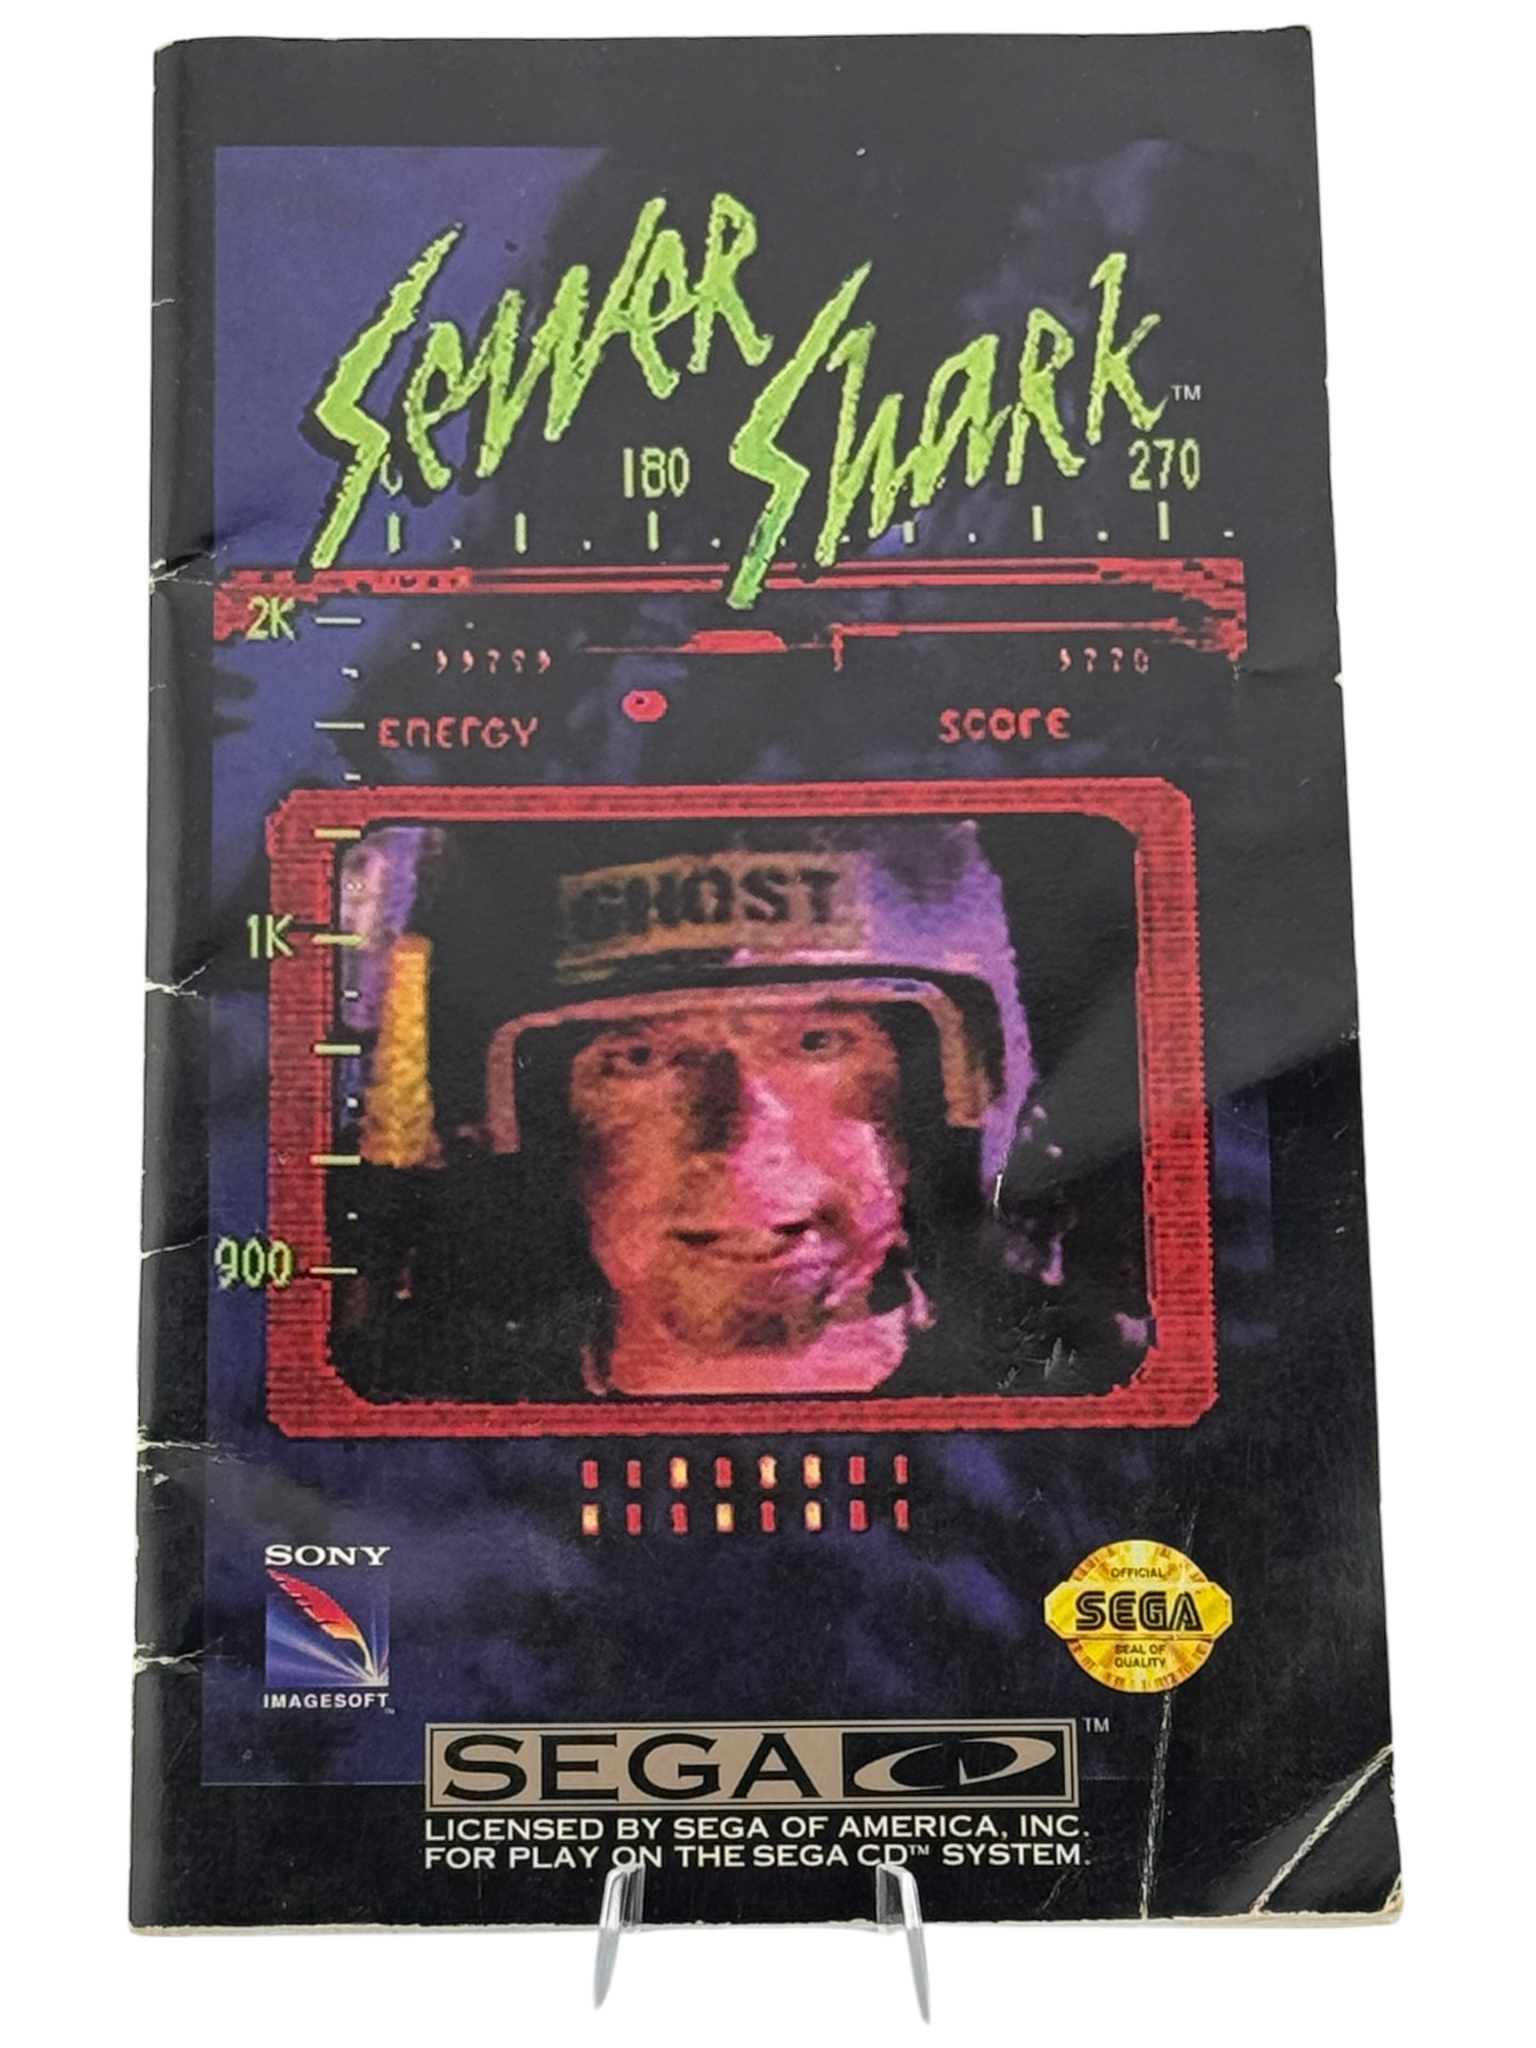 Sewer Shark™
180 270
2K
ENERGY SCORE
GHOST
1K
900
SONY
IMAGESOFT™
OFFICIAL
SEGA
SEAL OF
QUALITY
SEGA CD™
LICENSED BY SEGA OF AMERICA, INC.
FOR PLAY ON THE SEGA CD™ SYSTEM.